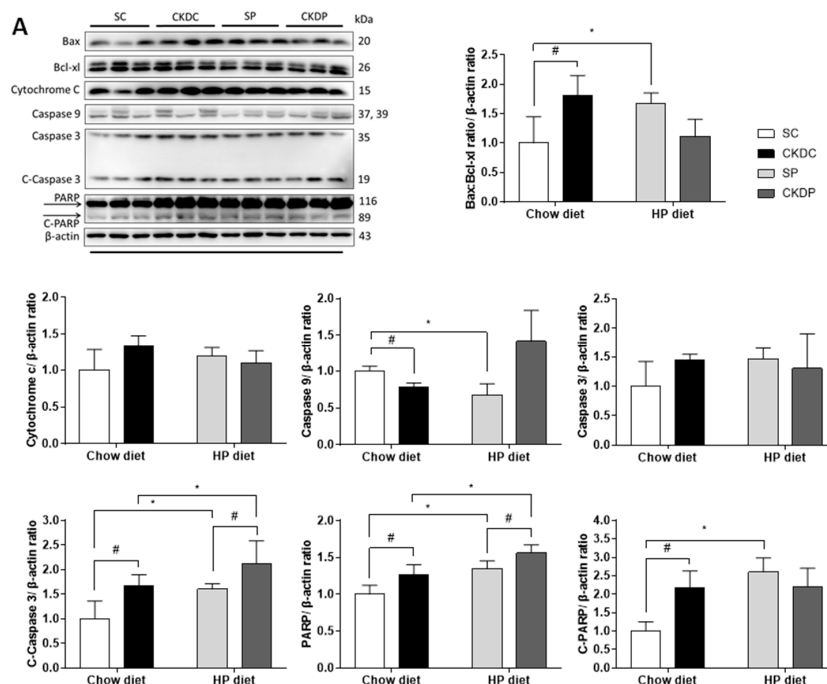 A
SC CKDC SP CKDP kDa
Bax 20
Bcl-xl 26
Cytochrome C 15
Caspase 9 37, 39
Caspase 3 35
C-Caspase 3 19
PARP 116
C-PARP 89
β-actin 43
Bax:Bcl-xl ratio/ β-actin ratio
2.5
2.0
1.5
1.0
0.5
0.0
# *
Chow diet HP diet
SC
CKDC
SP
CKDP
Cytochrome c/ β-actin ratio
2.0
1.5
1.0
0.5
0.0
Chow diet HP diet
Caspase 9/ β-actin ratio
2.0
1.5
1.0
0.5
0.0
# *
Chow diet HP diet
Caspase 3/ β-actin ratio
2.5
2.0
1.5
1.0
0.5
0.0
Chow diet HP diet
C-Caspase 3/ β-actin ratio
3.0
2.5
2.0
1.5
1.0
0.5
0.0
* *
# #
Chow diet HP diet
PARP/ β-actin ratio
2.0
1.5
1.0
0.5
0.0
* *
# #
Chow diet HP diet
C-PARP/ β-actin ratio
4.0
3.5
3.0
2.5
2.0
1.5
1.0
0.5
0.0
# *
Chow diet HP diet